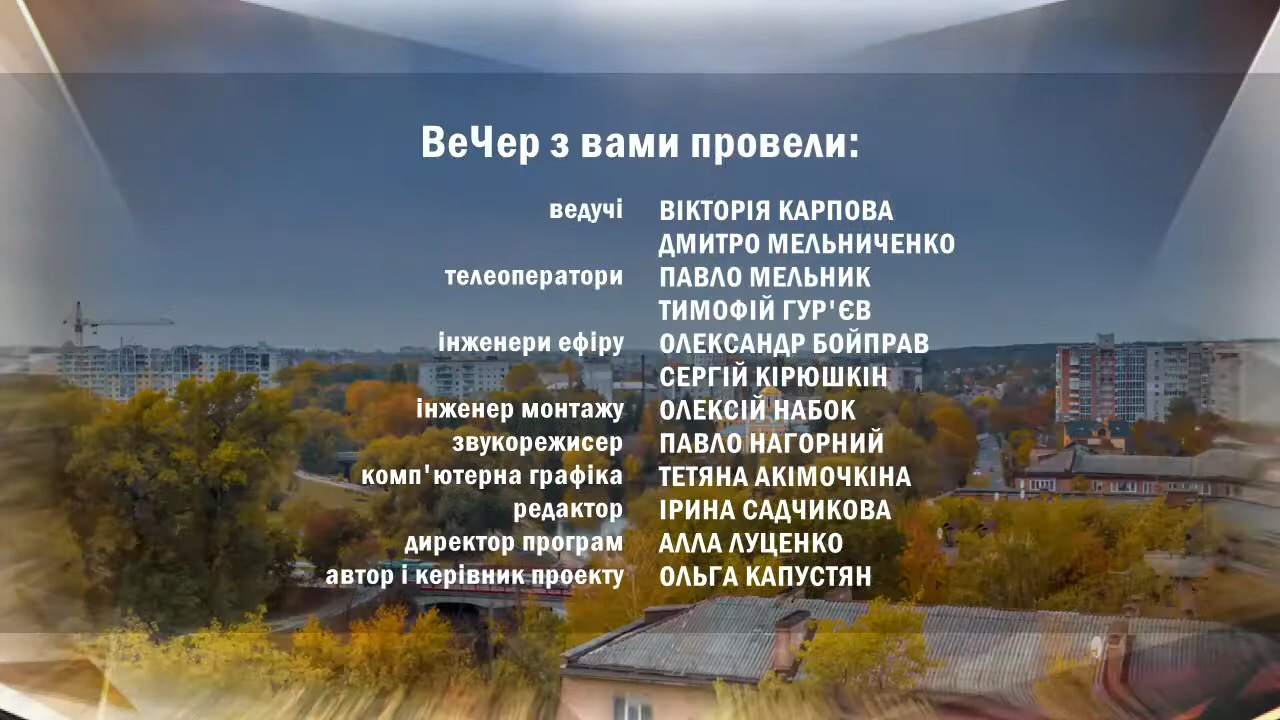 ВеЧер з вами провели:
ведучі ВІКТОРІЯ КАРПОВА
ДМИТРО МЕЛЬНИЧЕНКО
телеоператори ПАВЛО МЕЛЬНИК
ТИМОФІЙ ГУР'ЄВ
інженери ефіру ОЛЕКСАНДР БОЙПРАВ
СЕРГІЙ КІРЮШКІН
інженер монтажу ОЛЕКСІЙ НАБОК
звукорежисер ПАВЛО НАГОРНИЙ
комп'ютерна графіка ТЕТЯНА АКІМОЧКІНА
редактор ІРИНА САДЧИКОВА
директор програм АЛЛА ЛУЦЕНКО
автор і керівник проекту ОЛЬГА КАПУСТЯН